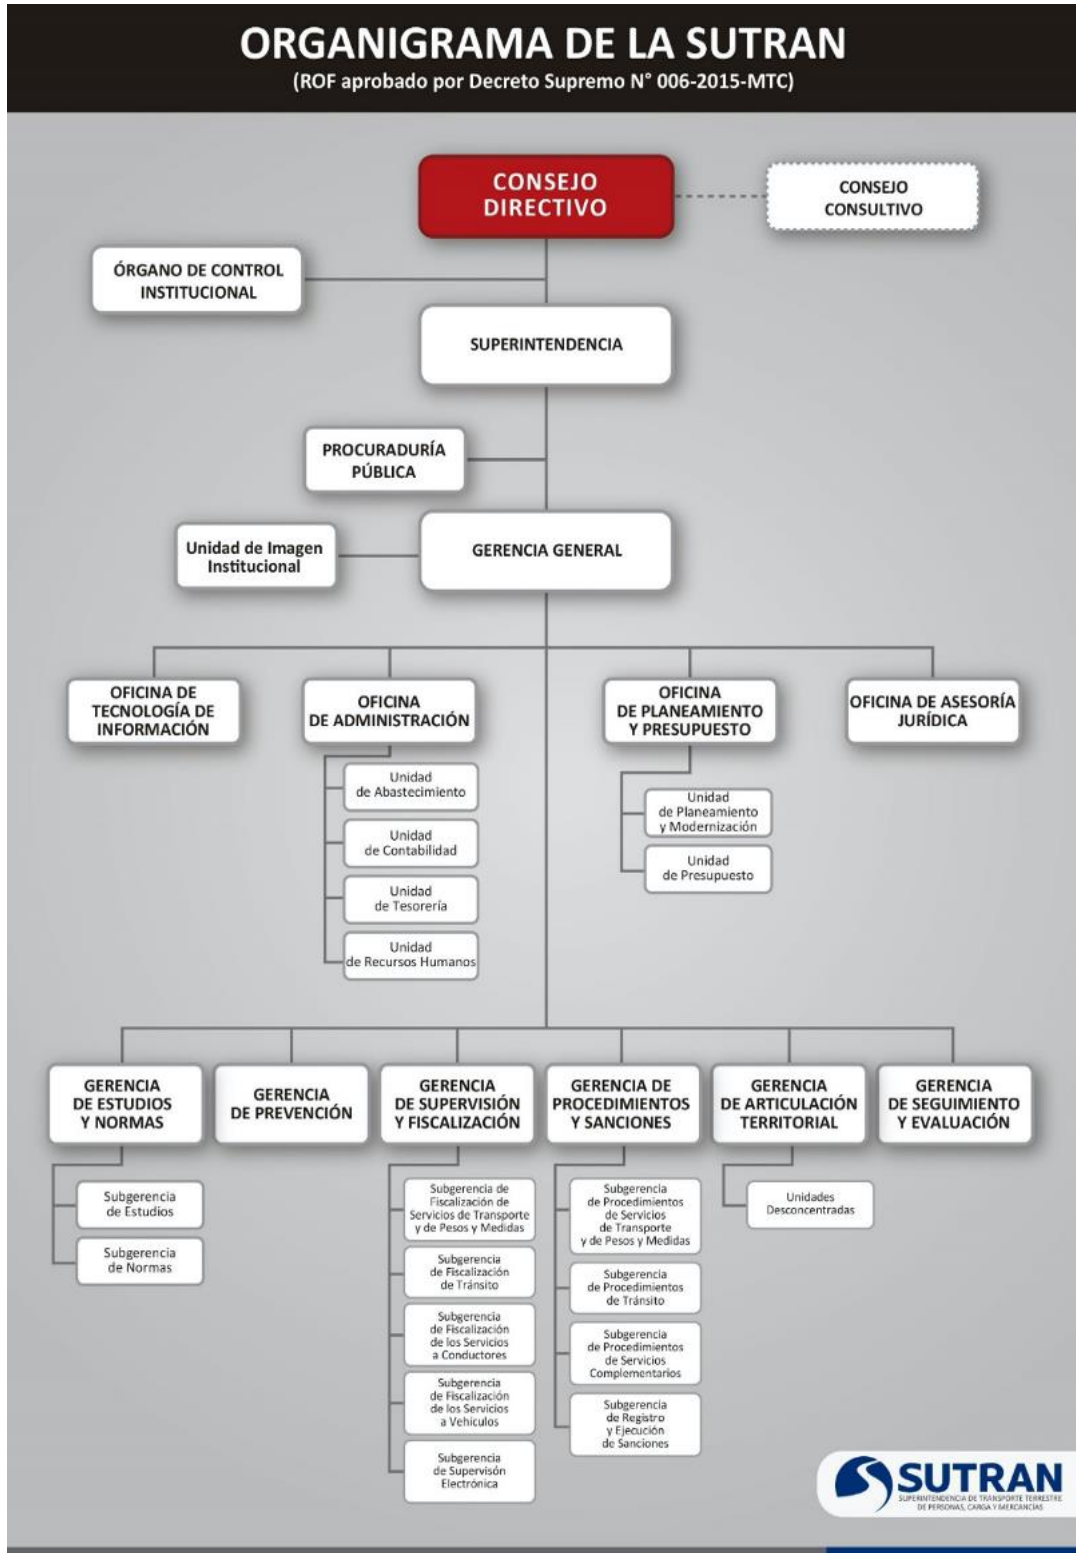 ORGANIGRAMA DE LA SUTRAN
(ROF aprobado por Decreto Supremo N° 006-2015-MTC)
CONSEJO
DIRECTIVO
CONSEJO
CONSULTIVO
ÓRGANO DE CONTROL
INSTITUCIONAL
SUPERINTENDENCIA
PROCURADURÍA
PÚBLICA
Unidad de Imagen
Institucional
GERENCIA GENERAL
OFICINA DE
TECNOLOGÍA DE
INFORMACIÓN
OFICINA
DE ADMINISTRACIÓN
Unidad
de Abastecimiento
Unidad
de Contabilidad
Unidad
de Tesorería
Unidad
de Recursos Humanos
OFICINA
DE PLANEAMIENTO
Y PRESUPUESTO
Unidad
de Planeamiento
y Modernización
Unidad
de Presupuesto
OFICINA DE ASESORÍA
JURÍDICA
GERENCIA
DE ESTUDIOS
Y NORMAS
Subgerencia
de Estudios
Subgerencia
de Normas
GERENCIA
DE PREVENCIÓN
GERENCIA
DE SUPERVISIÓN
Y FISCALIZACIÓN
Subgerencia de
Fiscalización de
Servicios de Transporte
y de Pesos y Medidas
Subgerencia
de Fiscalización
de Tránsito
Subgerencia
de Fiscalización
de los Servicios
a Conductores
Subgerencia
de Fiscalización
de los Servicios
a Vehículos
Subgerencia
de Supervisón
Electrónica
GERENCIA DE
PROCEDIMIENTOS
Y SANCIONES
Subgerencia
de Procedimientos
de Servicios
de Transporte
y de Pesos y Medidas
Subgerencia
de Procedimientos
de Tránsito
Subgerencia
de Procedimientos
de Servicios
Complementarios
Subgerencia
de Registro
y Ejecución
de Sanciones
GERENCIA
DE ARTICULACIÓN
TERRITORIAL
Unidades
Desconcentradas
GERENCIA
DE SEGUIMIENTO
Y EVALUACIÓN
SUTRAN
SUPERINTENDENCIA DE TRANSPORTE TERRESTRE
DE PERSONAS, CARGA Y MERCANCÍAS